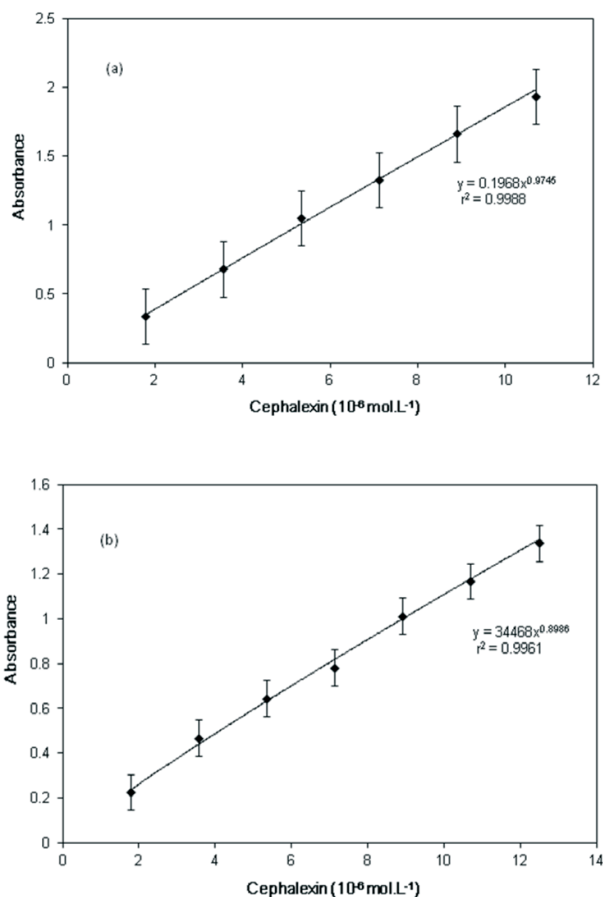 (a)
2.5
2
1.5
1
0.5
0
Absorbance
y = 0.1968x^0.9745
r² = 0.9988
0 2 4 6 8 10 12
Cephalexin (10⁻⁶ mol.L⁻¹)
(b)
1.6
1.4
1.2
1
0.8
0.6
0.4
0.2
0
Absorbance
y = 34468x^0.8986
r² = 0.9961
0 2 4 6 8 10 12 14
Cephalexin (10⁻⁶ mol.L⁻¹)